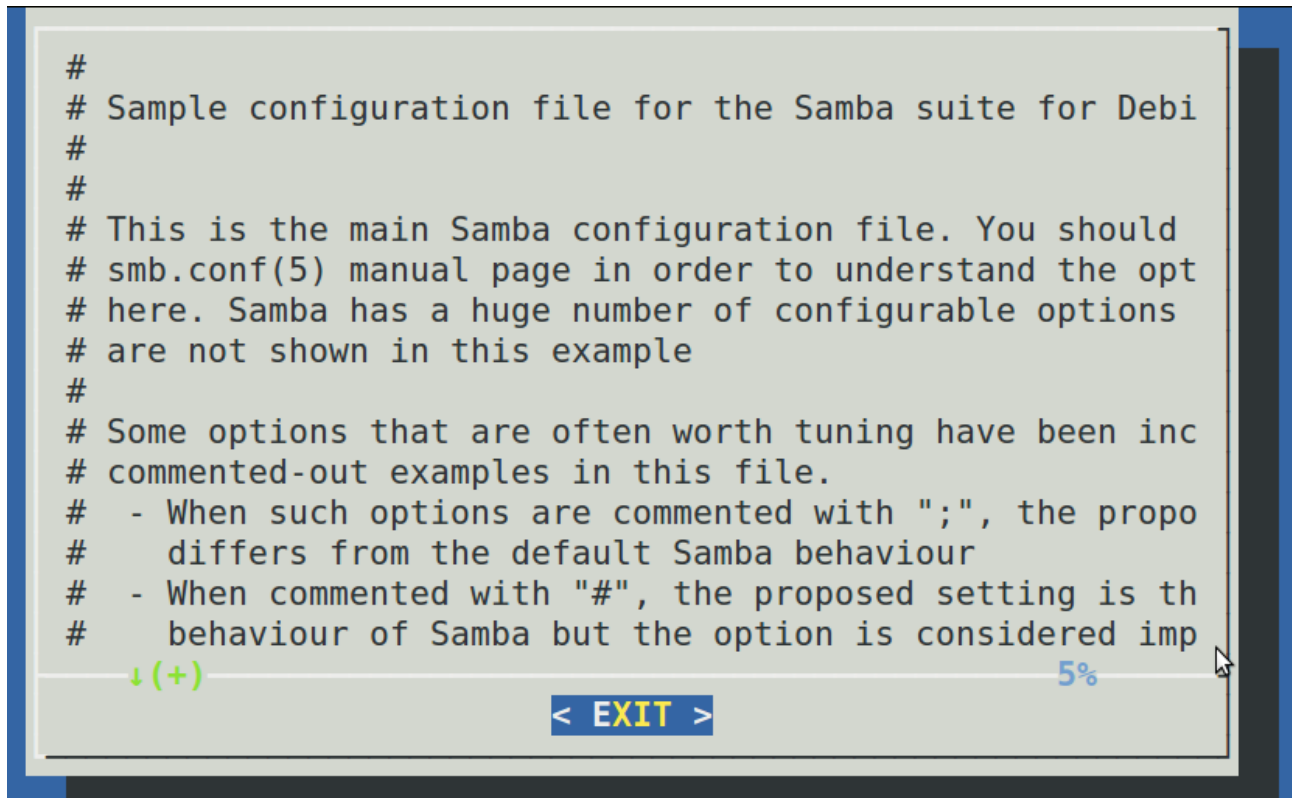 #
# Sample configuration file for the Samba suite for Debi
#
#
# This is the main Samba configuration file. You should
# smb.conf(5) manual page in order to understand the opt
# here. Samba has a huge number of configurable options
# are not shown in this example
#
# Some options that are often worth tuning have been inc
# commented-out examples in this file.
#  - When such options are commented with ";", the propo
#    differs from the default Samba behaviour
#  - When commented with "#", the proposed setting is th
#    behaviour of Samba but the option is considered imp
↓(+) 5%
< EXIT >